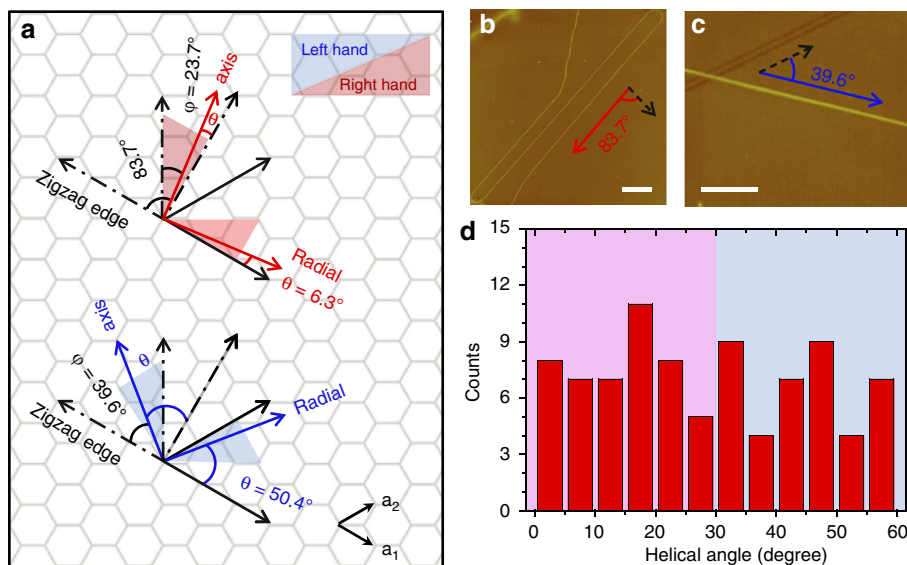 a
Left hand
Right hand
φ = 23.7°
axis
θ
83.7°
Zigzag edge
Radial
θ = 6.3°
axis
θ
φ = 39.6°
Zigzag edge
Radial
θ = 50.4°
a2
a1
b
83.7°
c
39.6°
d
15
12
9
6
3
0
Counts
0 10 20 30 40 50 60
Helical angle (degree)